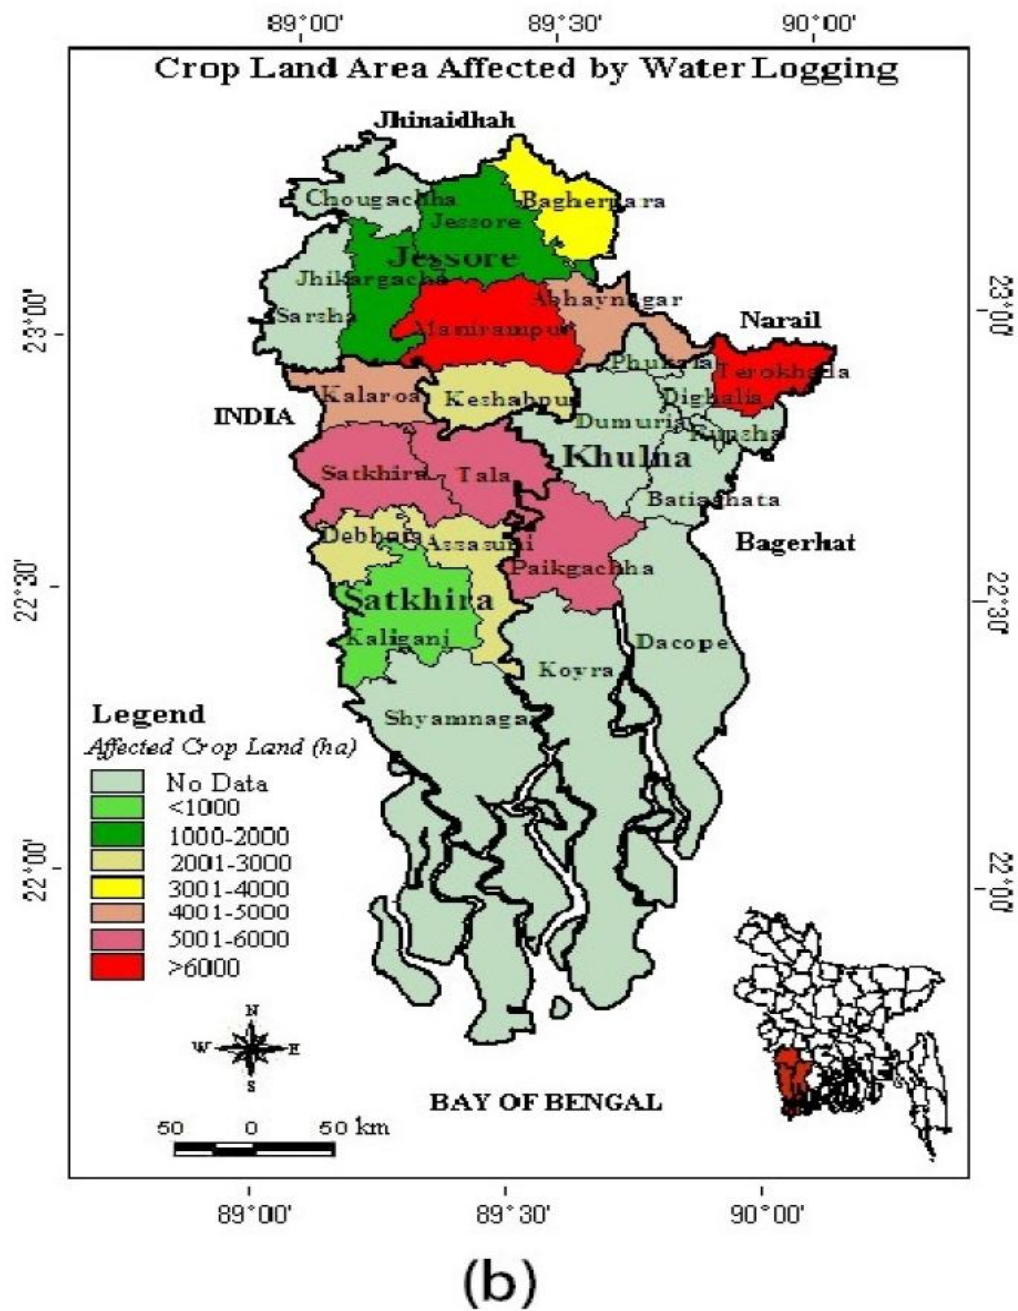 89°00' 89°30' 90°00'
Crop Land Area Affected by Water Logging
Jhinaidhah
Chougachha
Bagherpara
Jessore
Jessore
Jhikargacha
Abhaynagar
Sarsha
Manirampur
Narail
23°00' 23°00'
Phultala
Terokhada
Kalaroa
Keshabpur
Dighalia
INDIA
Dumuria
Rupsha
Khulna
Satkhira
Tala
Batiaghata
Debhata
Assasuni
Bagerhat
Paikgachha
22°30' 22°30'
Satkhira
Kaliganj
Dacope
Koyra
Shyamnaga
Legend
Affected Crop Land (ha)
No Data
<1000
1000-2000
2001-3000
3001-4000
4001-5000
5001-6000
>6000
22°00' 22°00'
N
W E
S
BAY OF BENGAL
50 0 50 km
89°00' 89°30' 90°00'
(b)